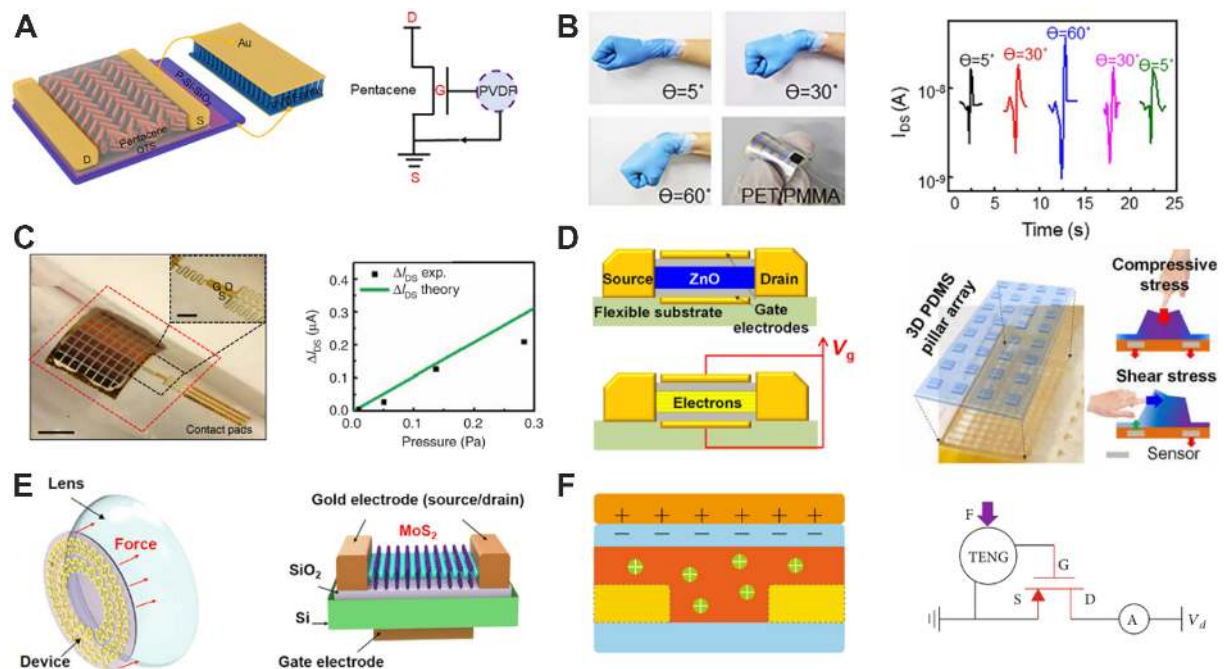 A
Au
P-Si-SiO₂
Pentacene
OTS
D
S
D
Pentacene
G
PVDF
S
B
Θ=5°
Θ=30°
Θ=60°
PET/PMMA
I_DS (A)
10⁻⁸
10⁻⁹
Θ=5°
Θ=30°
Θ=60°
Θ=30°
Θ=5°
0 5 10 15 20 25
Time (s)
C
G D
S
Contact pads
ΔI_DS (μA)
0.4
0.3
0.2
0.1
0.0
ΔI_DS exp.
ΔI_DS theory
0.0 0.1 0.2 0.3
Pressure (Pa)
D
Source
ZnO
Drain
Flexible substrate
Gate
electrodes
V_g
Electrons
3D PDMS
pillar array
Compressive
stress
Shear stress
Sensor
E
Lens
Force
Device
Gold electrode (source/drain)
MoS₂
SiO₂
Si
Gate electrode
F
+ + + + + +
− − − − − −
+ + + + + +
F
TENG
G
S
D
A
V_d